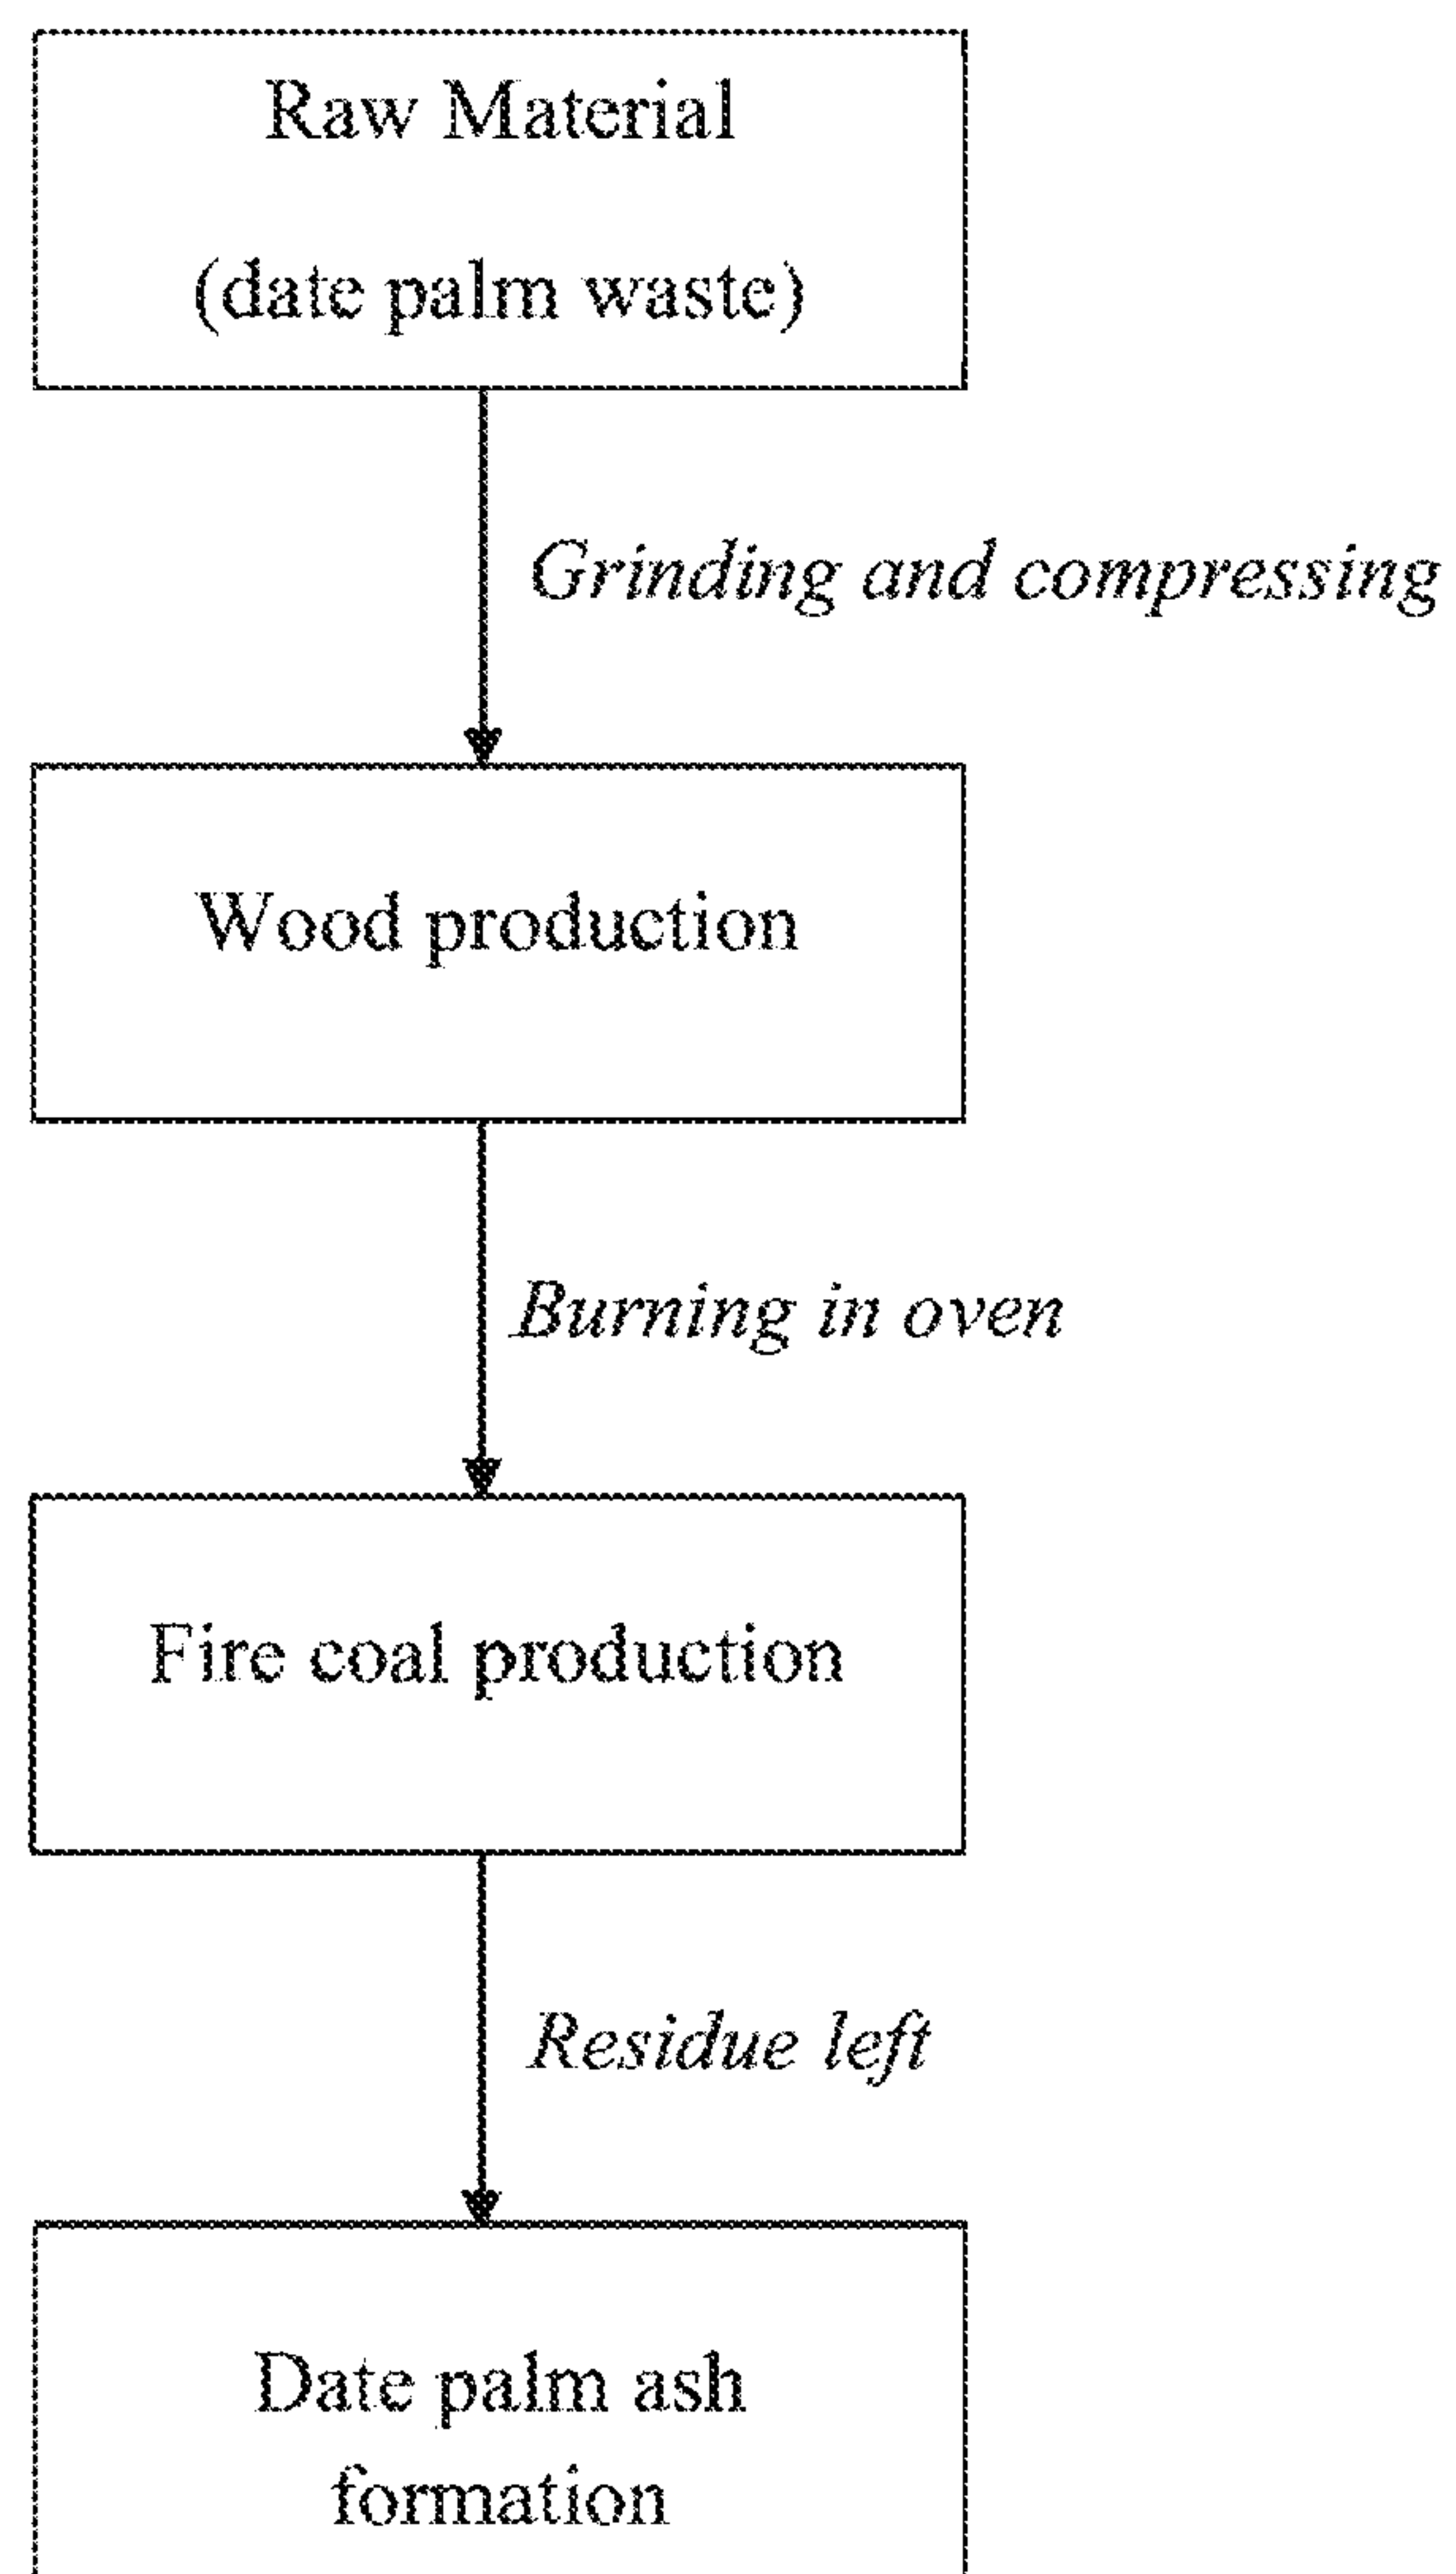 Raw Material
(date palm waste)
Grinding and compressing
Wood production
Burning in oven
Fire coal production
Residue left
Date palm ash
formation